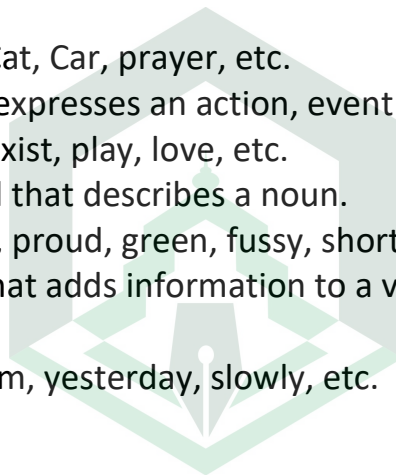 at, Car, prayer, etc.
expresses an action, event
xist, play, love, etc.
that describes a noun.
, proud, green, fussy, short
hat adds information to a v
m, yesterday, slowly, etc.